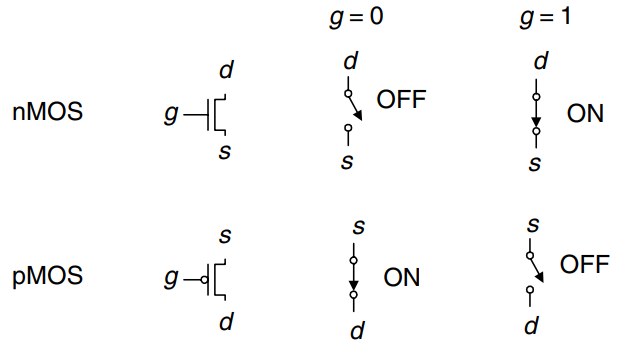 g = 0 g = 1
d d d
nMOS g OFF ON
s s s
s s s
pMOS g ON OFF
d d d